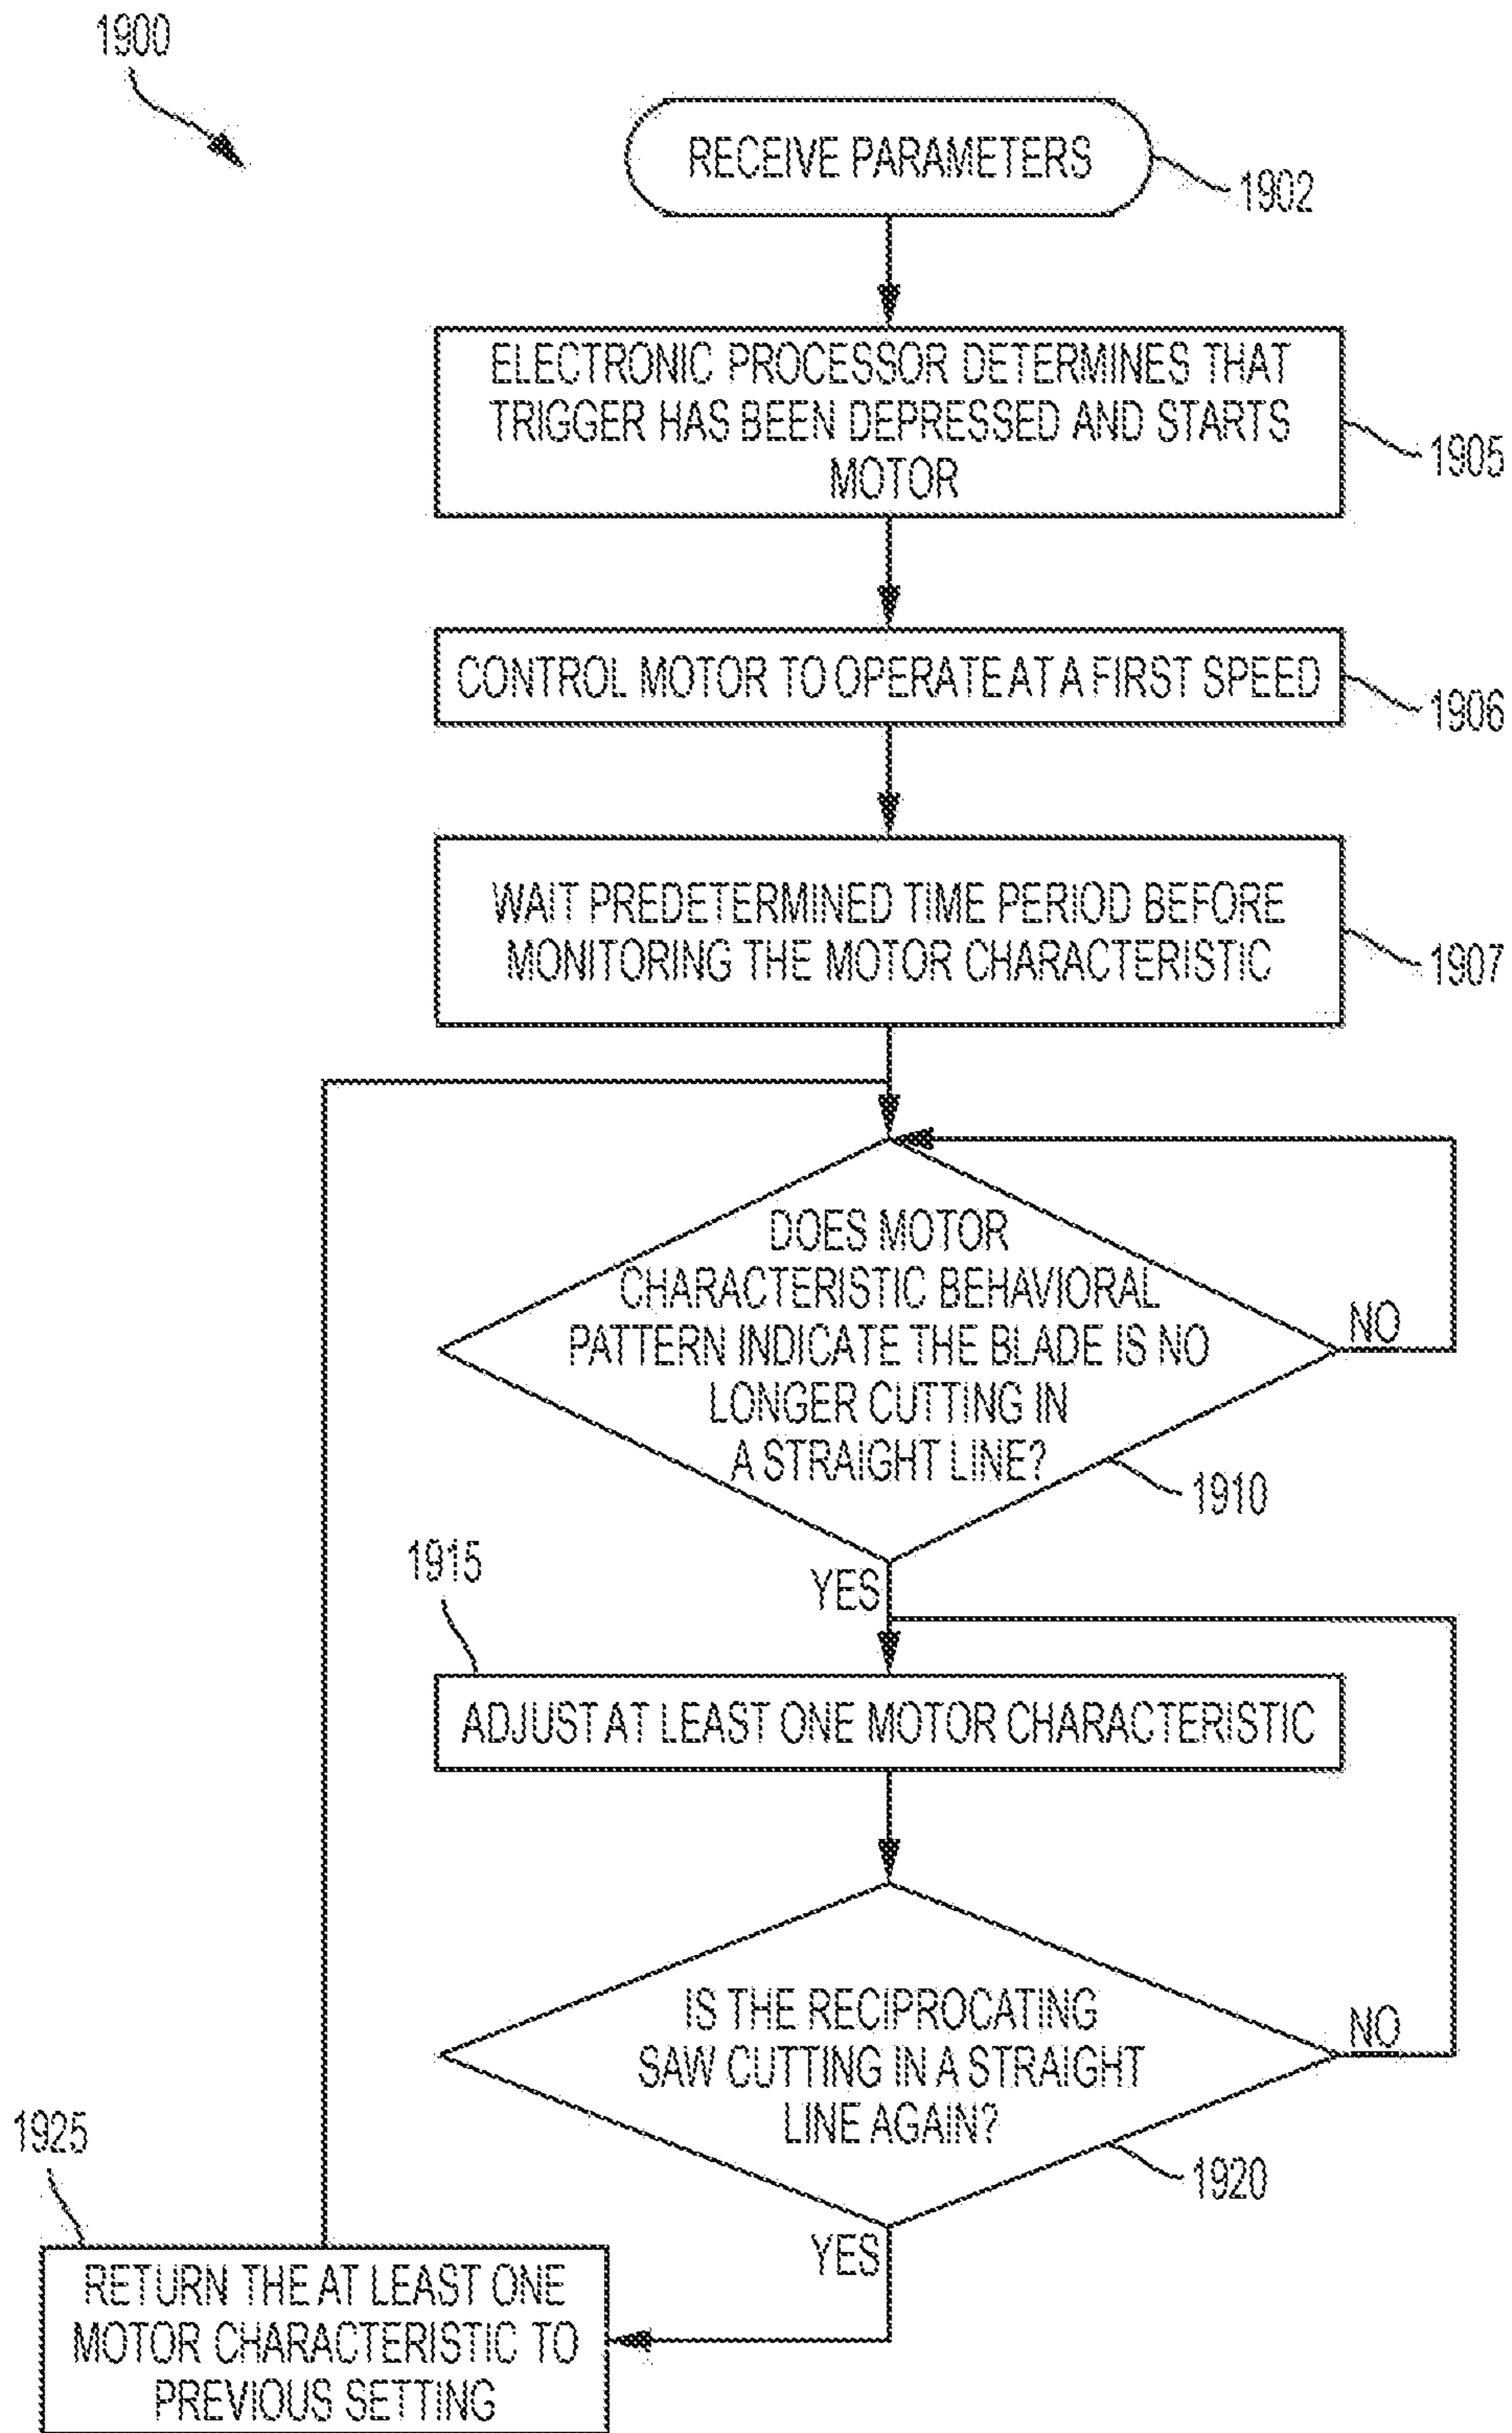 1900
RECEIVE PARAMETERS
1902
ELECTRONIC PROCESSOR DETERMINES THAT
TRIGGER HAS BEEN DEPRESSED AND STARTS
MOTOR
1905
CONTROL MOTOR TO OPERATE AT A FIRST SPEED
1906
WAIT PREDETERMINED TIME PERIOD BEFORE
MONITORING THE MOTOR CHARACTERISTIC
1907
DOES MOTOR
CHARACTERISTIC BEHAVIORAL
PATTERN INDICATE THE BLADE IS NO
LONGER CUTTING IN
A STRAIGHT LINE?
NO
1910
YES
1915
ADJUST AT LEAST ONE MOTOR CHARACTERISTIC
IS THE RECIPROCATING
SAW CUTTING IN A STRAIGHT
LINE AGAIN?
NO
1920
YES
1925
RETURN THE AT LEAST ONE
MOTOR CHARACTERISTIC TO
PREVIOUS SETTING